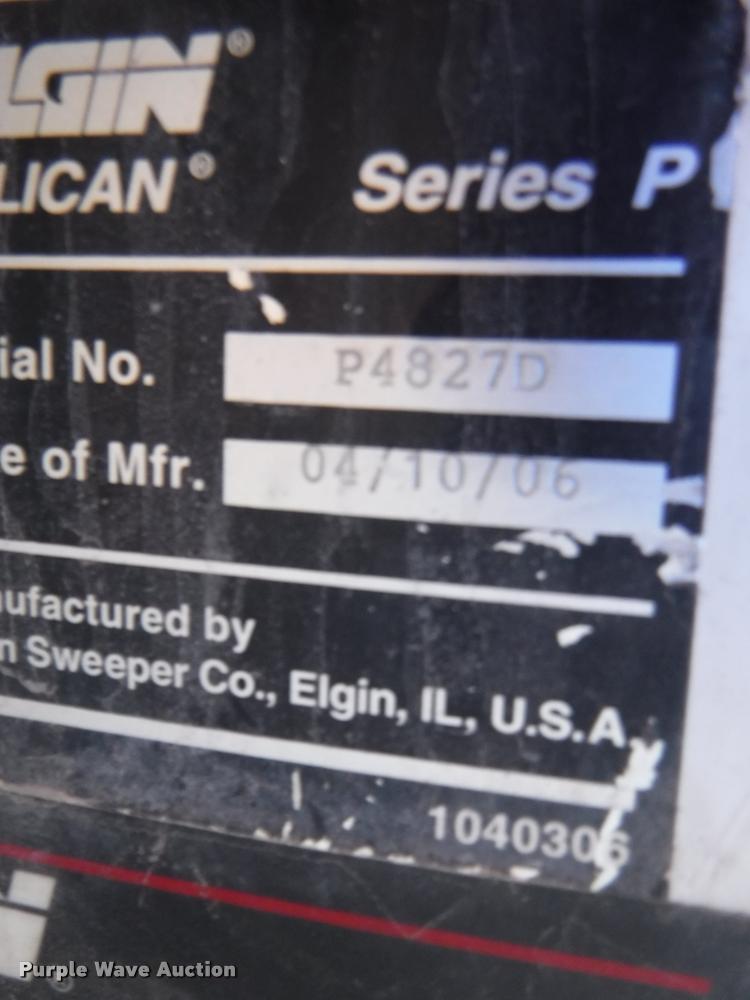 LGIN®
LICAN® Series P
ial No. P4827D
e of Mfr. 04/10/06
ufactured by
n Sweeper Co., Elgin, IL, U.S.A.
1040306
Purple Wave Auction